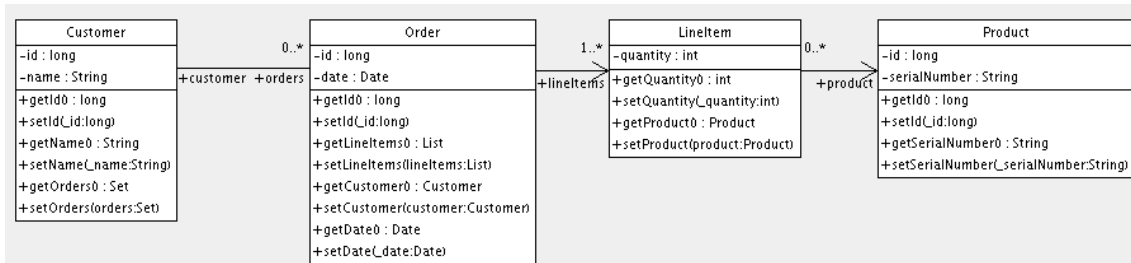 Customer
-id : long
-name : String
+getId() : long
+setId(_id:long)
+getName() : String
+setName(_name:String)
+getOrders() : Set
+setOrders(orders:Set)
0..*
+customer +orders
Order
-id : long
-date : Date
+getId() : long
+setId(_id:long)
+getLineItems() : List
+setLineItems(lineItems:List)
+getCustomer() : Customer
+setCustomer(customer:Customer)
+getDate() : Date
+setDate(_date:Date)
1..*
+lineItems
LineItem
-quantity : int
+getQuantity() : int
+setQuantity(_quantity:int)
+getProduct() : Product
+setProduct(product:Product)
0..*
+product
Product
-id : long
-serialNumber : String
+getId() : long
+setId(_id:long)
+getSerialNumber() : String
+setSerialNumber(_serialNumber:String)